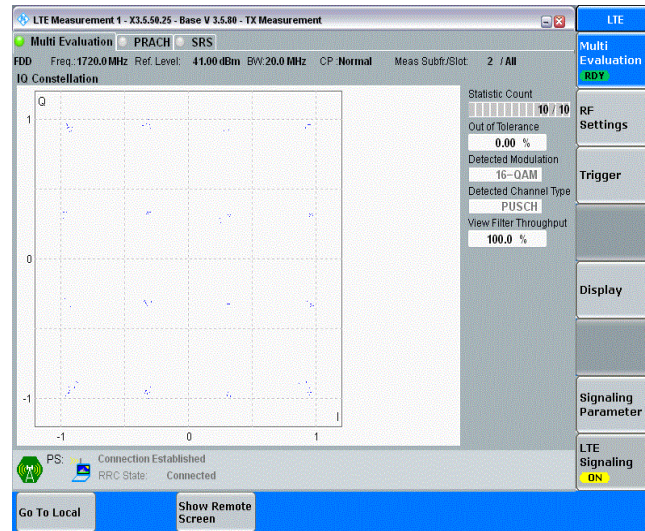 LTE Measurement 1 - X3.5.50.25 - Base V 3.5.80 - TX Measurement
LTE
Multi Evaluation PRACH SRS
Multi
Evaluation
RDY
FDD Freq.:1720.0 MHz Ref. Level: 41.00 dBm BW:20.0 MHz CP :Normal Meas Subfr/Slot: 2 / All
IQ Constellation
Q
1
0
-1
-1 0 1
I
Statistic Count
10 / 10
Out of Tolerance
0.00 %
Detected Modulation
16-QAM
Detected Channel Type
PUSCH
View Filter Throughput
100.0 %
RF
Settings
Trigger
Display
Signaling
Parameter
LTE
Signaling
ON
PS: Connection Established
RRC State: Connected
Go To Local
Show Remote
Screen